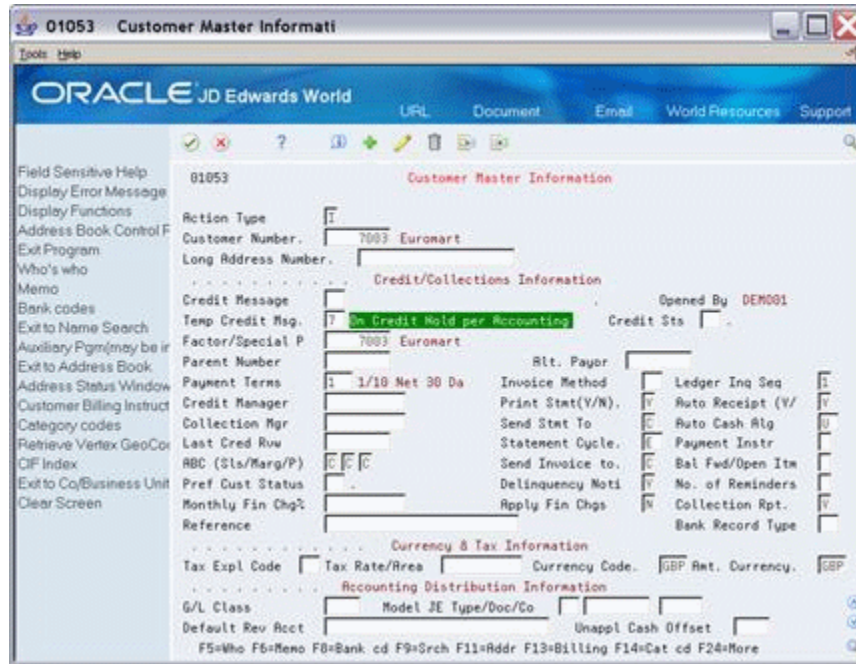 01053 Customer Master Informati
Tools Help
ORACLE JD Edwards World
URL Document Email World Resources Support
Field Sensitive Help
Display Error Message
Display Functions
Address Book Control F
Exit Program
Who's who
Memo
Bank codes
Exit to Name Search
Auxiliary Pgm(may be in
Exit to Address Book
Address Status Window
Customer Billing Instruct
Category codes
Retrieve Vertex GeoCo
CIF Index
Exit to Co/Business Unit
Clear Screen
01053 Customer Master Information
Action Type I
Customer Number. 7003 Euromart
Long Address Number.
. . . . . . . . . . . Credit/Collections Information
Credit Message . Opened By DEMO01
Temp Credit Msg. 7 On Credit Hold per Accounting Credit Sts .
Factor/Special P 7003 Euromart
Parent Number Alt. Payor
Payment Terms 1 1/10 Net 30 Da Invoice Method Ledger Inq Seq 1
Credit Manager Print Stmt(Y/N). Y Auto Receipt (Y/ Y
Collection Mgr Send Stmt To C Auto Cash Alg U
Last Cred Rvw Statement Cycle. E Payment Instr
ABC (Sls/Marg/P) C C C Send Invoice to. C Bal Fwd/Open Itm
Pref Cust Status . Delinquency Noti Y No. of Reminders
Monthly Fin Chg% Apply Fin Chgs N Collection Rpt. Y
Reference Bank Record Type
. . . . . . . . . . . . Currency & Tax Information
Tax Expl Code Tax Rate/Area Currency Code. GBP Amt. Currency. GBP
. . . . . . . . . Accounting Distribution Information
G/L Class Model JE Type/Doc/Co
Default Rev Acct Unappl Cash Offset
F5=Who F6=Memo F8=Bank cd F9=Srch F11=Addr F13=Billing F14=Cat cd F24=More